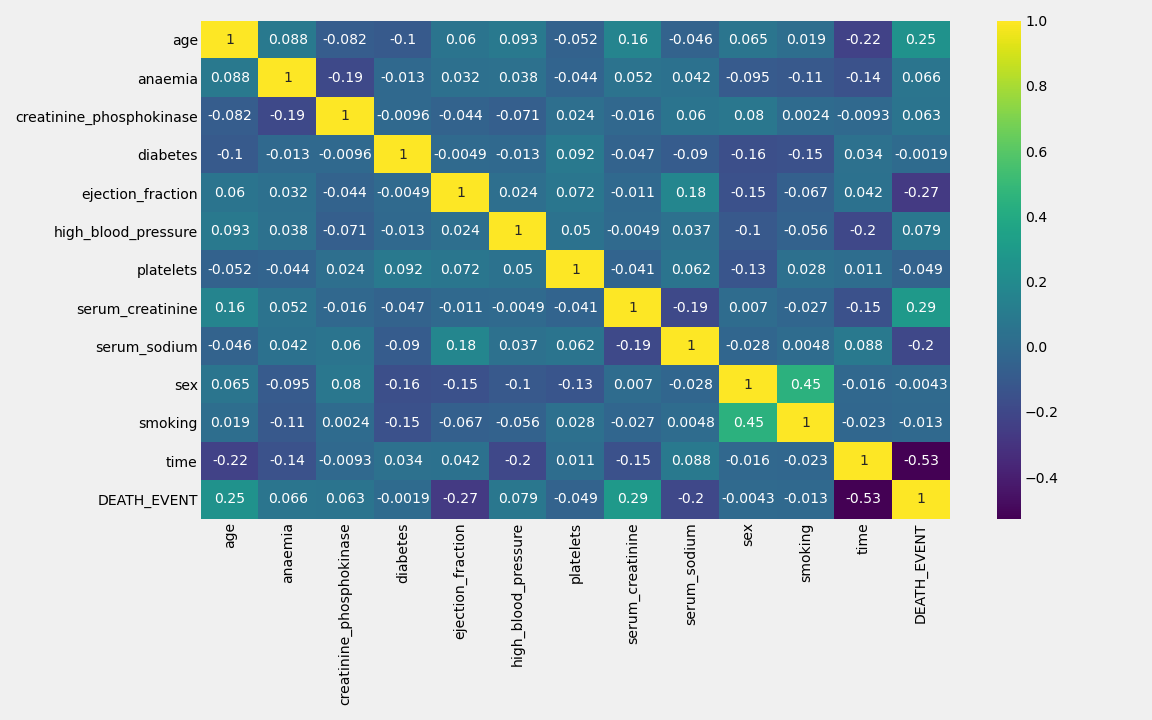 age 1 0.088 -0.082 -0.1 0.06 0.093 -0.052 0.16 -0.046 0.065 0.019 -0.22 0.25 1.0
anaemia 0.088 1 -0.19 -0.013 0.032 0.038 -0.044 0.052 0.042 -0.095 -0.11 -0.14 0.066 0.8
creatinine_phosphokinase -0.082 -0.19 1 -0.0096 -0.044 -0.071 0.024 -0.016 0.06 0.08 0.0024 -0.0093 0.063
diabetes -0.1 -0.013 -0.0096 1 -0.0049 -0.013 0.092 -0.047 -0.09 -0.16 -0.15 0.034 -0.0019 0.6
ejection_fraction 0.06 0.032 -0.044 -0.0049 1 0.024 0.072 -0.011 0.18 -0.15 -0.067 0.042 -0.27
high_blood_pressure 0.093 0.038 -0.071 -0.013 0.024 1 0.05 -0.0049 0.037 -0.1 -0.056 -0.2 0.079 0.4
platelets -0.052 -0.044 0.024 0.092 0.072 0.05 1 -0.041 0.062 -0.13 0.028 0.011 -0.049 0.2
serum_creatinine 0.16 0.052 -0.016 -0.047 -0.011 -0.0049 -0.041 1 -0.19 0.007 -0.027 -0.15 0.29
serum_sodium -0.046 0.042 0.06 -0.09 0.18 0.037 0.062 -0.19 1 -0.028 0.0048 0.088 -0.2 0.0
sex 0.065 -0.095 0.08 -0.16 -0.15 -0.1 -0.13 0.007 -0.028 1 0.45 -0.016 -0.0043
smoking 0.019 -0.11 0.0024 -0.15 -0.067 -0.056 0.028 -0.027 0.0048 0.45 1 -0.023 -0.013 −0.2
time -0.22 -0.14 -0.0093 0.034 0.042 -0.2 0.011 -0.15 0.088 -0.016 -0.023 1 -0.53 −0.4
DEATH_EVENT 0.25 0.066 0.063 -0.0019 -0.27 0.079 -0.049 0.29 -0.2 -0.0043 -0.013 -0.53 1
age
anaemia
creatinine_phosphokinase
diabetes
ejection_fraction
high_blood_pressure
platelets
serum_creatinine
serum_sodium
sex
smoking
time
DEATH_EVENT